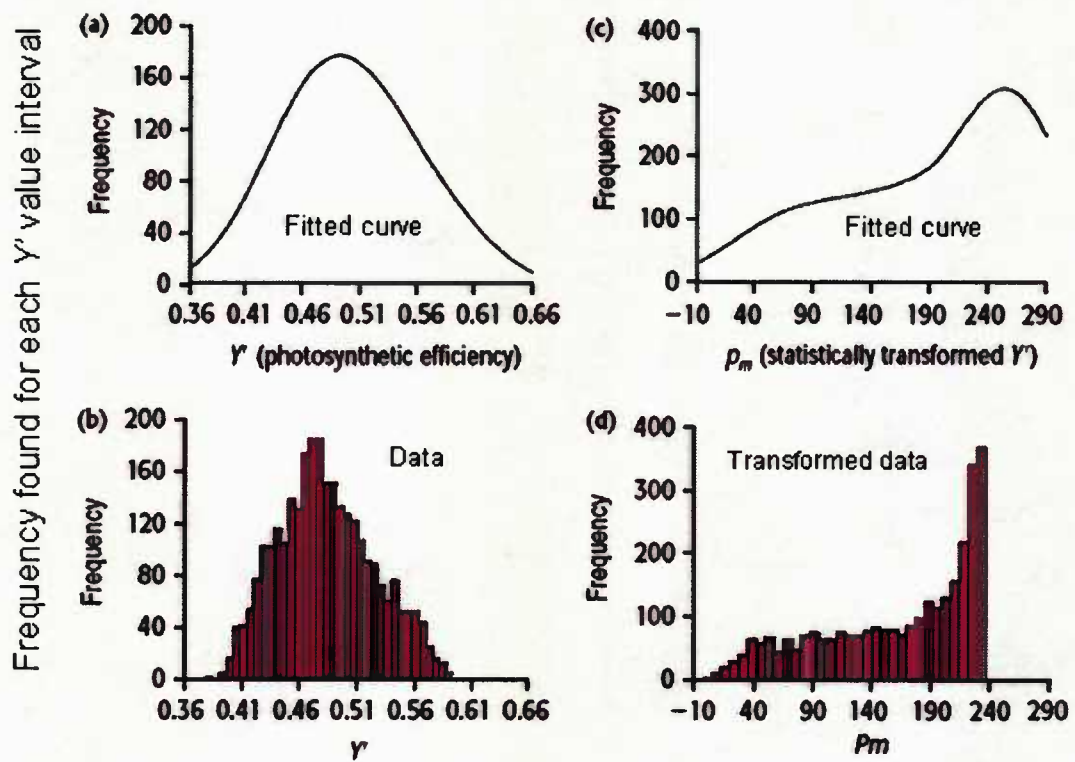 Frequency found for each Y' value interval
(a)
200
160
120
80
40
0
Frequency
Fitted curve
0.36 0.41 0.46 0.51 0.56 0.61 0.66
Y' (photosynthetic efficiency)
(c)
400
300
200
100
0
Frequency
Fitted curve
−10 40 90 140 190 240 290
pm (statistically transformed Y')
(b)
200
160
120
80
40
0
Frequency
Data
0.36 0.41 0.46 0.51 0.56 0.61 0.66
Y'
(d)
400
300
200
100
0
Frequency
Transformed data
−10 40 90 140 190 240 290
Pm